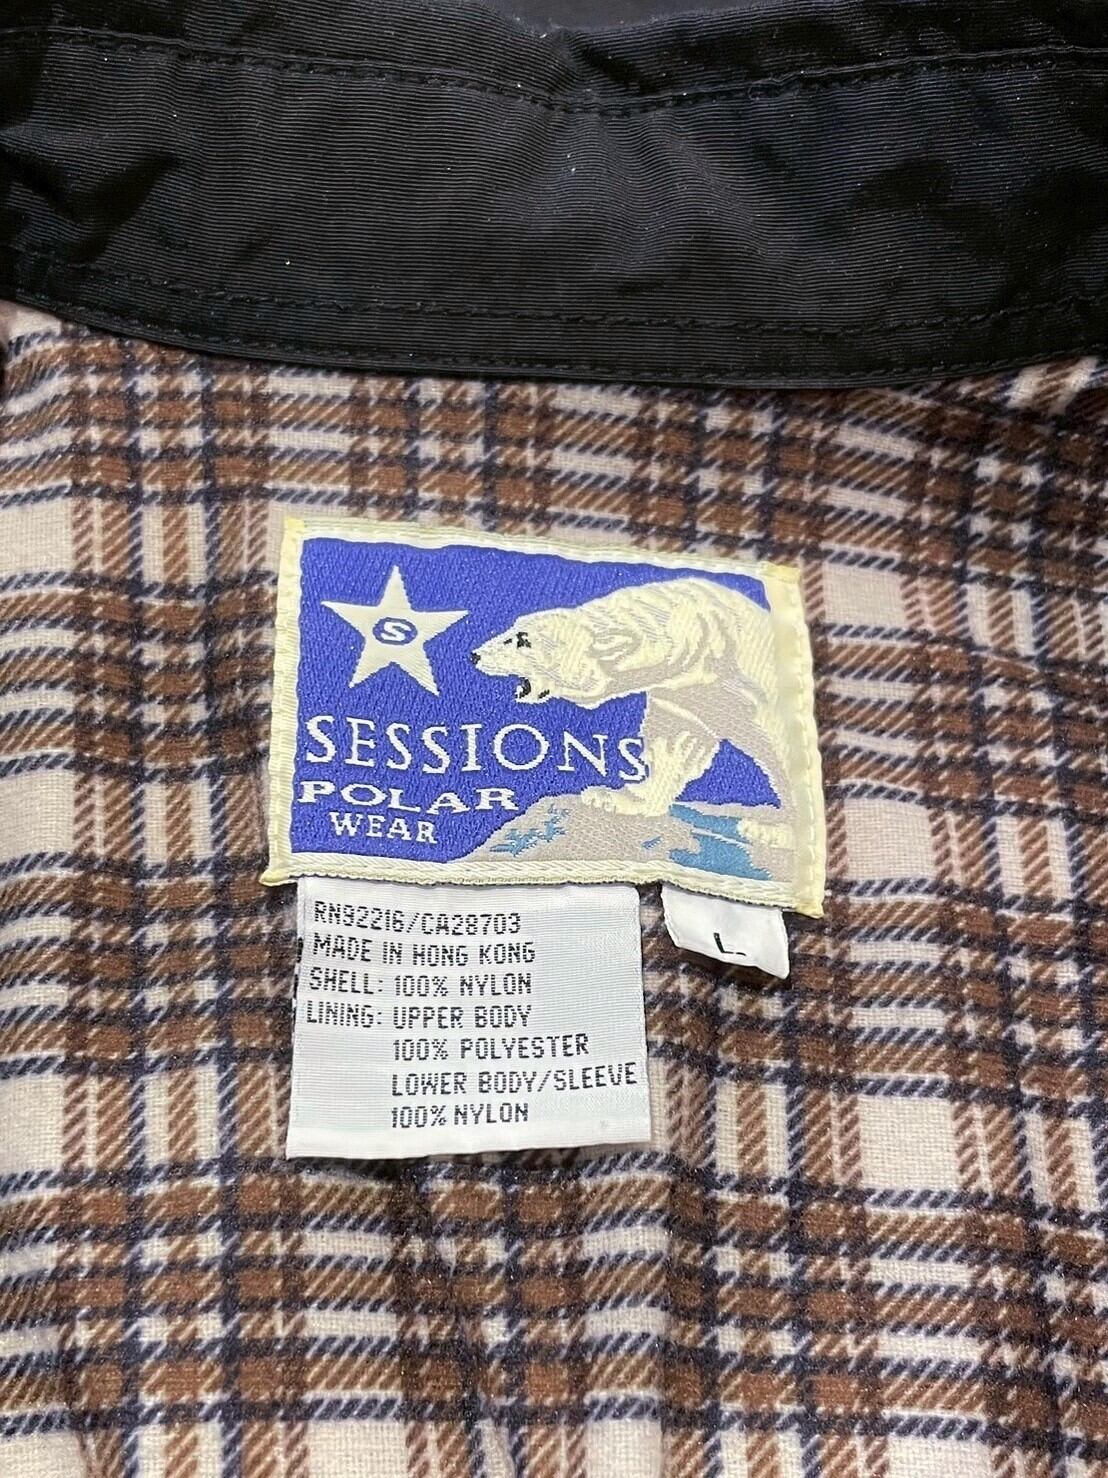 S
SESSIONS
POLAR
WEAR
RN92216/CA28703
MADE IN HONG KONG
SHELL: 100% NYLON
LINING: UPPER BODY
100% POLYESTER
LOWER BODY/SLEEVE
100% NYLON
L